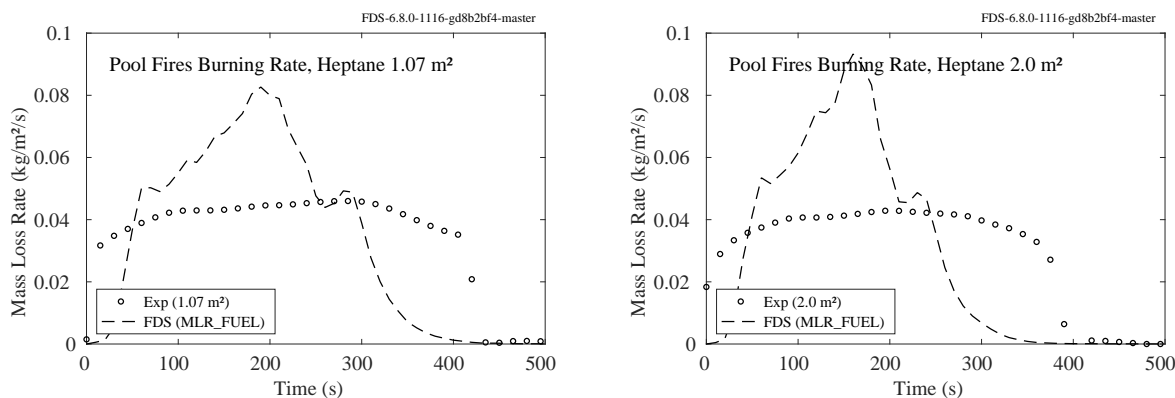 FDS-6.8.0-1116-gd8b2bf4-master
Pool Fires Burning Rate, Heptane 1.07 m²
Mass Loss Rate (kg/m²/s)
0.1
0.08
0.06
0.04
0.02
0
Exp (1.07 m²)
FDS (MLR_FUEL)
0 100 200 300 400 500
Time (s)
FDS-6.8.0-1116-gd8b2bf4-master
Pool Fires Burning Rate, Heptane 2.0 m²
Mass Loss Rate (kg/m²/s)
0.1
0.08
0.06
0.04
0.02
0
Exp (2.0 m²)
FDS (MLR_FUEL)
0 100 200 300 400 500
Time (s)